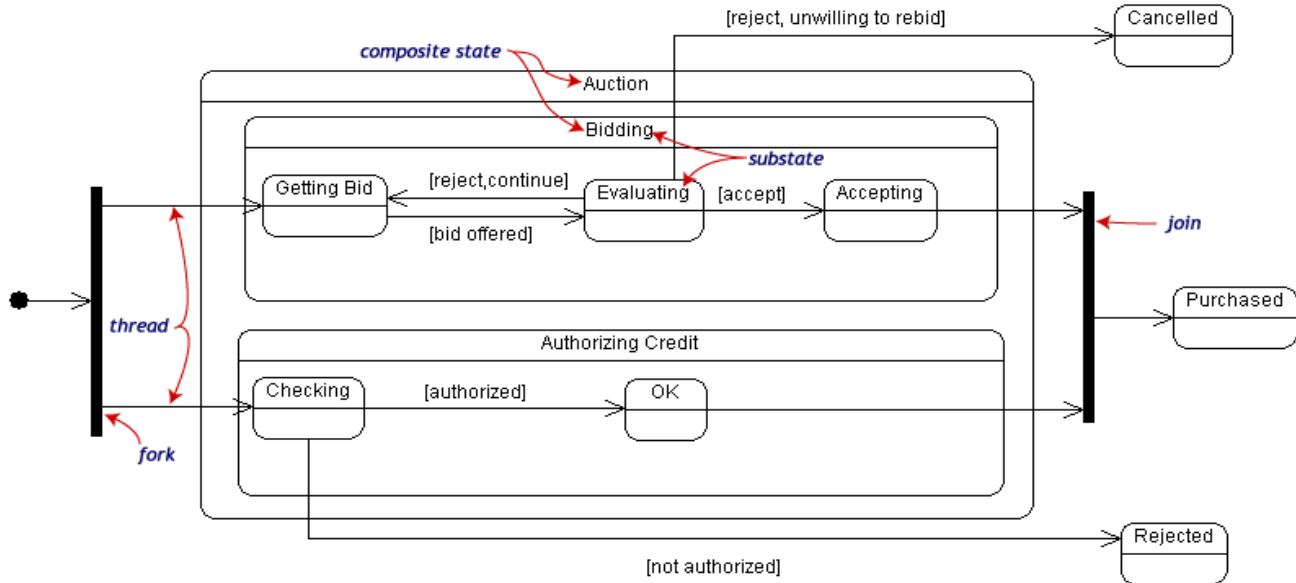 [reject, unwilling to rebid]
Cancelled
composite state
Auction
Bidding
substate
Getting Bid
[reject,continue]
Evaluating
[accept]
Accepting
[bid offered]
join
thread
Purchased
Authorizing Credit
Checking
[authorized]
OK
fork
Rejected
[not authorized]